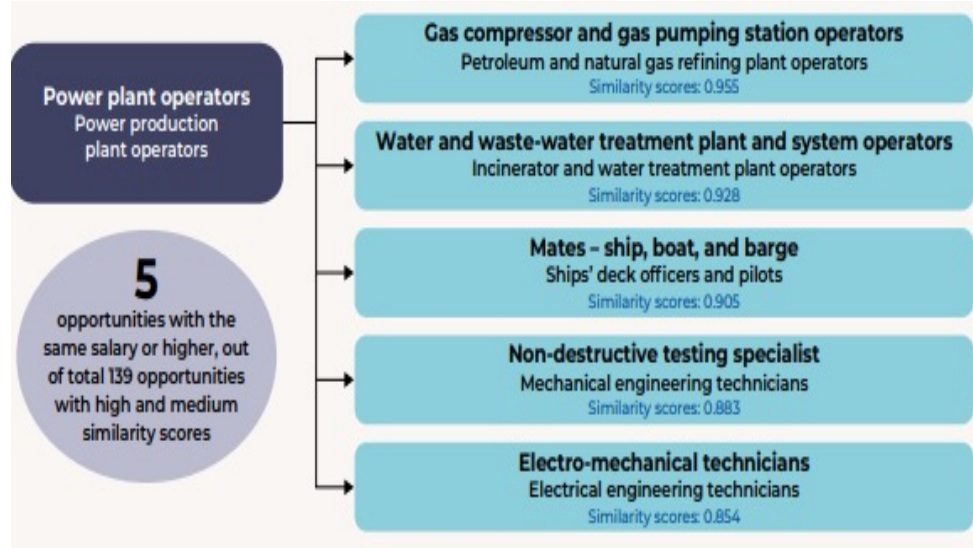 Power plant operators
Power production
plant operators
5
opportunities with the
same salary or higher, out
of total 139 opportunities
with high and medium
similarity scores
Gas compressor and gas pumping station operators
Petroleum and natural gas refining plant operators
Similarity scores: 0.955
Water and waste-water treatment plant and system operators
Incinerator and water treatment plant operators
Similarity scores: 0.928
Mates – ship, boat, and barge
Ships' deck officers and pilots
Similarity scores: 0.905
Non-destructive testing specialist
Mechanical engineering technicians
Similarity scores: 0.883
Electro-mechanical technicians
Electrical engineering technicians
Similarity scores: 0.854